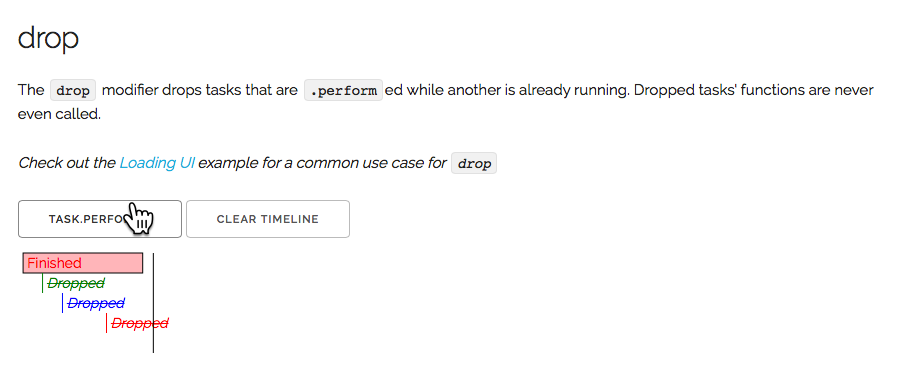 drop
The drop modifier drops tasks that are .perform ed while another is already running. Dropped tasks' functions are never
even called.
Check out the Loading UI example for a common use case for drop
TASK.PERFO CLEAR TIMELINE
Finished
Dropped
Dropped
Dropped